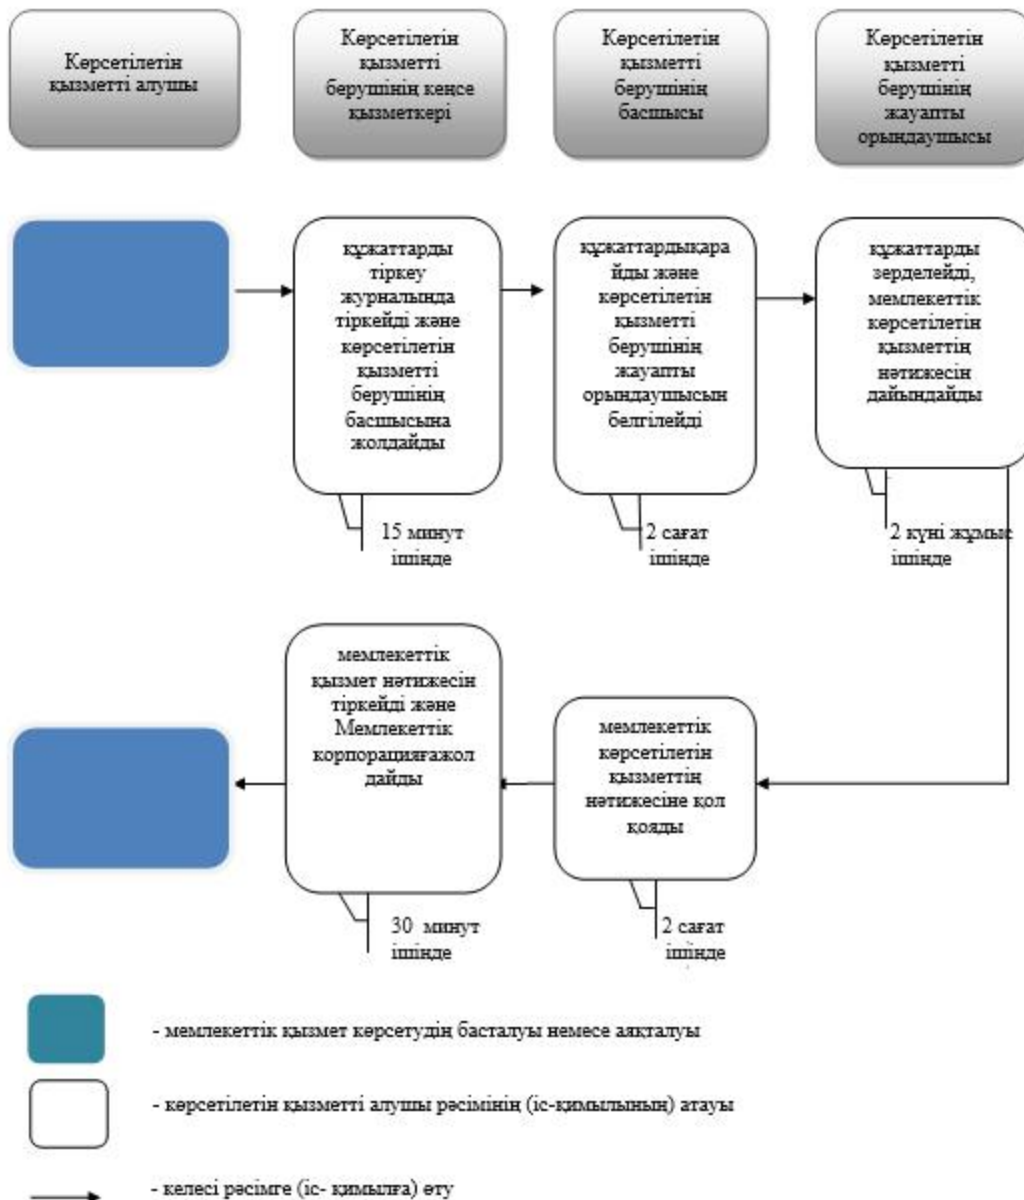 Көрсетілетін
қызметті алушы
Көрсетілетін
қызметті
берушінің кеңсе
қызметкері
Көрсетілетін
қызметті
берушінің
басшысы
Көрсетілетін
қызметті
берушінің
жауапты
орындаушысы
құжаттарды
тіркеу
журналында
тіркейді және
көрсетілетін
қызметті
берушінің
басшысына
жолдайды
құжаттардықара
йды және
көрсетілетін
қызметті
берушінің
жауапты
орындаушысын
белгілейді
құжаттарды
зерделейді,
мемлекеттік
көрсетілетін
қызметтің
нәтижесін
дайындайды
15 минут
ішінде
2 сағат
ішінде
2 күні жұмыс
ішінде
мемлекеттік
қызмет нәтижесін
тіркейді және
Мемлекеттік
корпорацияғажол
дайды
мемлекеттік
көрсетілетін
қызметтің
нәтижесіне қол
қояды
30 минут
ішінде
2 сағат
ішінде
- мемлекеттік қызмет көрсетудің басталуы немесе аяқталуы
- көрсетілетін қызметті алушы рәсімінің (іс-қимылының) атауы
- келесі рәсімге (іс- қимылға) өту